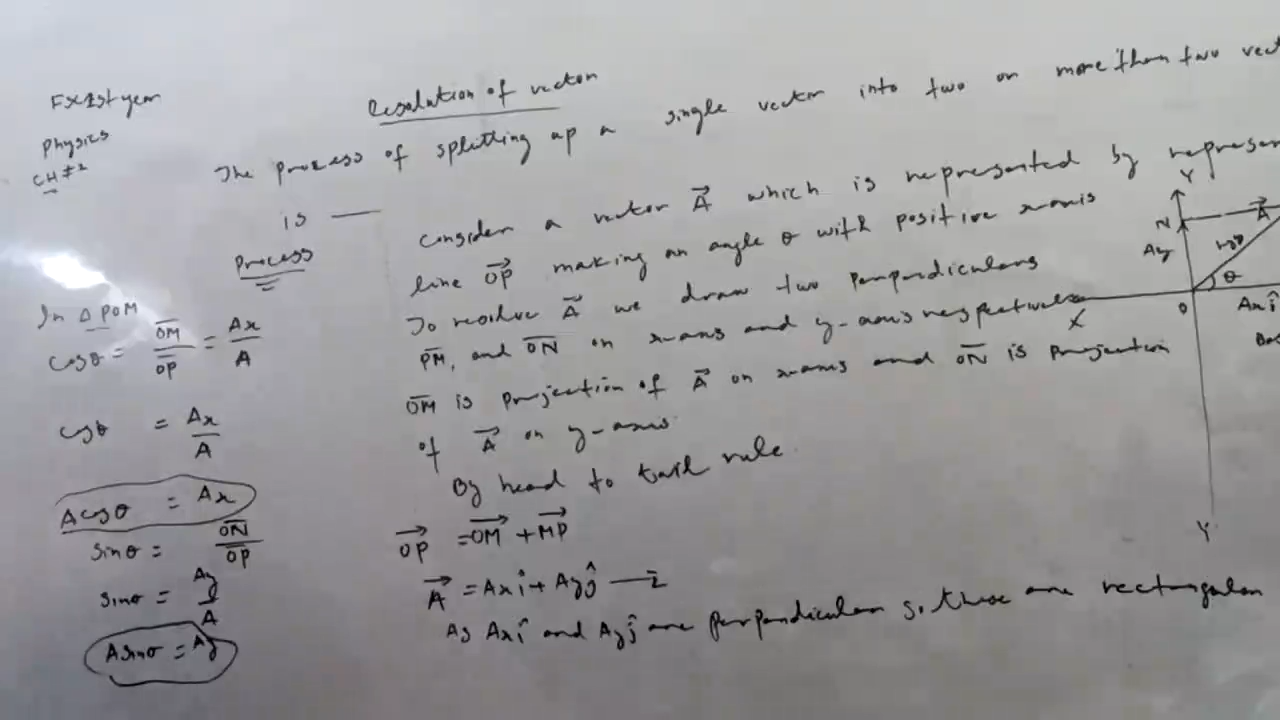 Resolution of vector
1st year
Physics
CH#2
The process of splitting up a single vector into two or more than two
is —
Process
Consider a vector A⃗ which is represented by
line OP⃗ making an angle θ with positive x-axis
To resolve A⃗ we draw two perpendiculars
PM, and ON on x-axis and y-axis respectively
OM is projection of A⃗ on x-axis and ON is projection
of A⃗ on y-axis
By head to tail rule
OP⃗ = OM⃗ + MP⃗
A⃗ = Axî + Ayĵ —
As Axî and Ayĵ are perpendicular so these are rectangular
In Δ POM
cosθ = OM/OP = Ax/A
cosθ = Ax/A
Acosθ = Ax
sinθ = ON/OP
sinθ = Ay/A
Asinθ = Ay
Y
N
A⃗
Ay
θ
O
Axî
X
Y